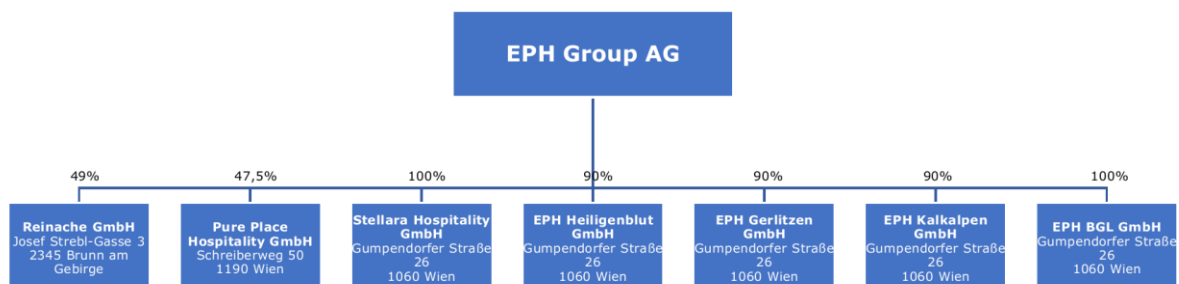 EPH Group AG
49%
47,5%
100%
90%
90%
90%
100%
Reinache GmbH
Josef Strebl-Gasse 3
2345 Brunn am
Gebirge
Pure Place
Hospitality GmbH
Schreiberweg 50
1190 Wien
Stellara Hospitality
GmbH
Gumpendorfer Straße
26
1060 Wien
EPH Heiligenblut
GmbH
Gumpendorfer Straße
26
1060 Wien
EPH Gerlitzen
GmbH
Gumpendorfer Straße
26
1060 Wien
EPH Kalkalpen
GmbH
Gumpendorfer Straße
26
1060 Wien
EPH BGL GmbH
Gumpendorfer Straße
26
1060 Wien